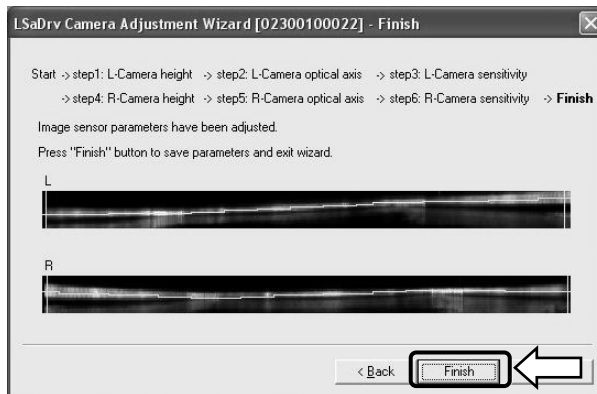 LSaDrv Camera Adjustment Wizard [02300100022] - Finish
Start -> step1: L-Camera height -> step2: L-Camera optical axis -> step3: L-Camera sensitivity
-> step4: R-Camera height -> step5: R-Camera optical axis -> step6: R-Camera sensitivity -> Finish
Image sensor parameters have been adjusted.
Press "Finish" button to save parameters and exit wizard.
L
R
< Back Finish